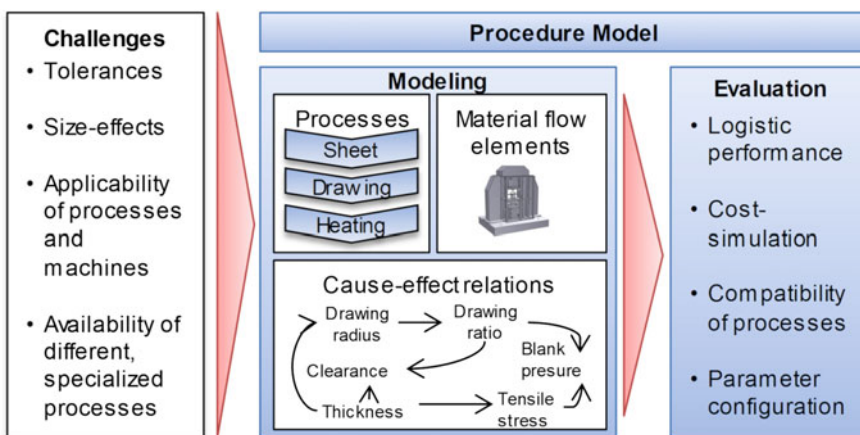 Challenges
• Tolerances
• Size-effects
• Applicability
of processes
and
machines
• Availability of
different,
specialized
processes
Procedure Model
Modeling
Processes
Sheet
Drawing
Heating
Material flow
elements
Cause-effect relations
Drawing
radius
Drawing
ratio
Blank
presure
Clearance
Thickness
Tensile
stress
Evaluation
• Logistic
performance
• Cost-
simulation
• Compatibility
of processes
• Parameter
configuration